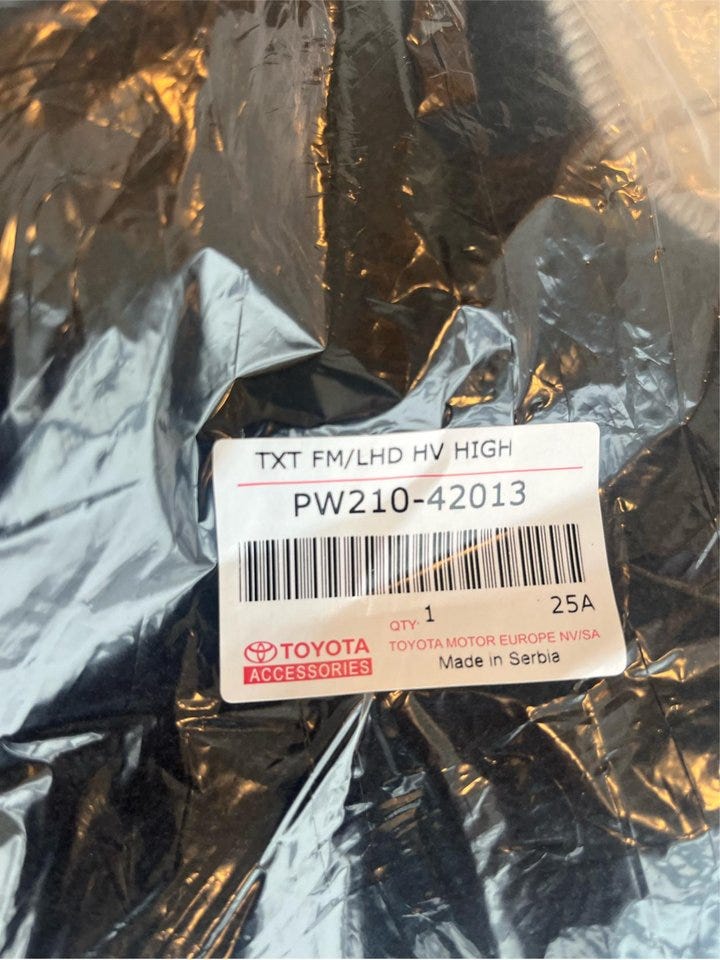 TXT FM/LHD HV HIGH
PW210-42013
QTY: 1 25A
TOYOTA MOTOR EUROPE NV/SA
Made in Serbia
TOYOTA
ACCESSORIES